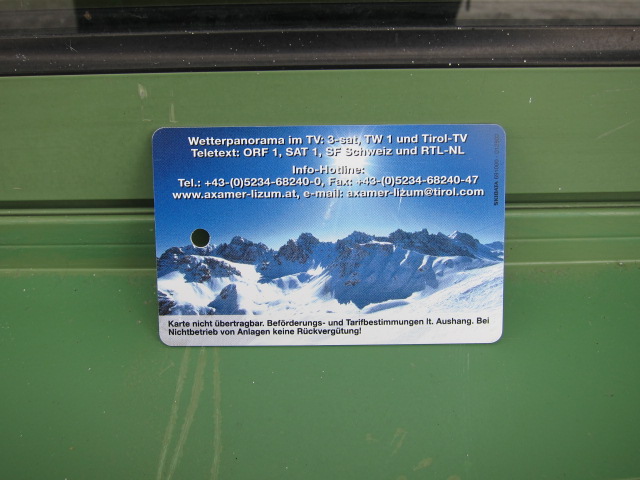 Wetterpanorama im TV: 3-sat, TW 1 und Tirol-TV
Teletext: ORF 1, SAT 1, SF Schweiz und RTL-NL
Info-Hotline:
Tel.: +43-(0)5234-68240-0, Fax: +43-(0)5234-68240-47
www.axamer-lizum.at, e-mail: axamer-lizum@tirol.com
Karte nicht übertragbar. Beförderungs- und Tarifbestimmungen lt. Aushang. Bei
Nichtbetrieb von Anlagen keine Rückvergütung!